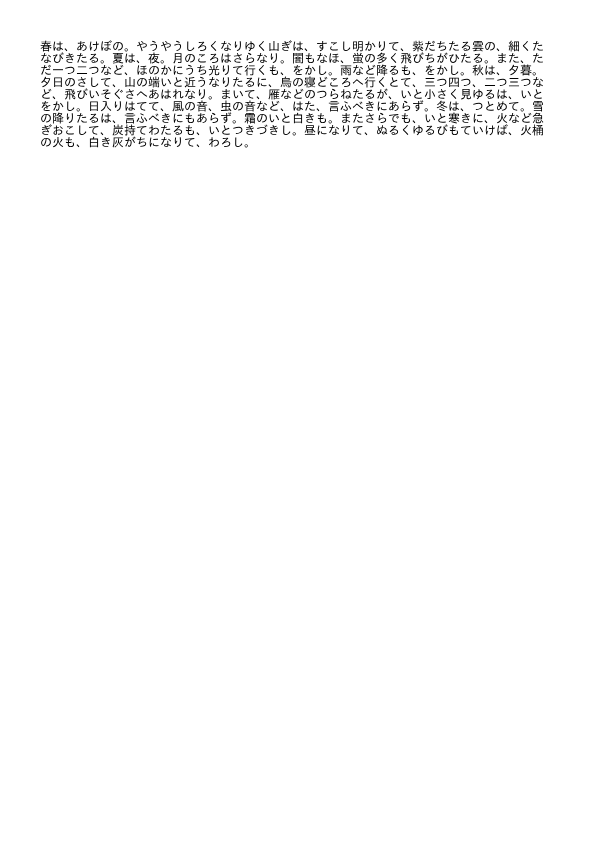 春は、あけぼの。やうやうしろくなりゆく山ぎは、すこし明かりて、紫だちたる雲の、細くた
なびきたる。夏は、夜。月のころはさらなり。闇もなほ、蛍の多く飛びちがひたる。また、た
だ一つ二つなど、ほのかにうち光りて行くも、をかし。雨など降るも、をかし。秋は、夕暮。
夕日のさして、山の端いと近うなりたるに、烏の寝どころへ行くとて、三つ四つ、二つ三つな
ど、飛びいそぐさへあはれなり。まいて、雁などのつらねたるが、いと小さく見ゆるは、いと
をかし。日入りはてて、風の音、虫の音など、はた、言ふべきにあらず。冬は、つとめて。雪
の降りたるは、言ふべきにもあらず。霜のいと白きも。またさらでも、いと寒きに、火など急
ぎおこして、炭持てわたるも、いとつきづきし。昼になりて、ぬるくゆるびもていけば、火桶
の火も、白き灰がちになりて、わろし。